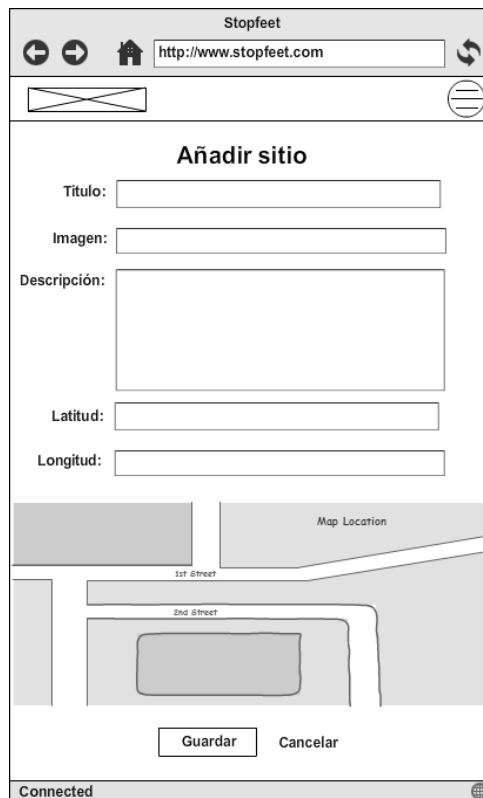 Stopfeet
http://www.stopfeet.com
Añadir sitio
Titulo:
Imagen:
Descripción:
Latitud:
Longitud:
Map Location
1st Street
2nd Street
Guardar Cancelar
Connected